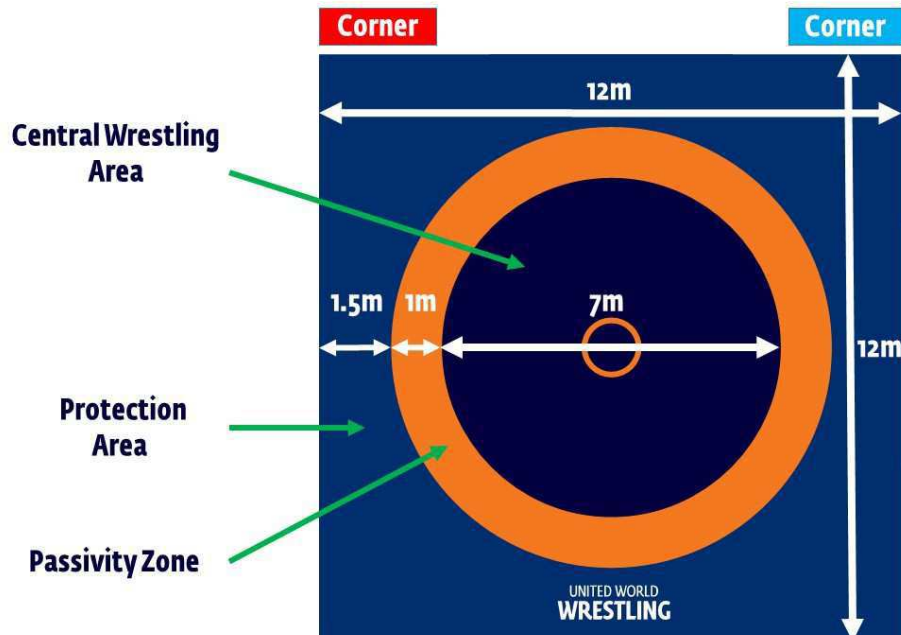 Corner
Corner
12m
Central Wrestling
Area
1.5m
1m
7m
12m
Protection
Area
Passivity Zone
UNITED WORLD
WRESTLING